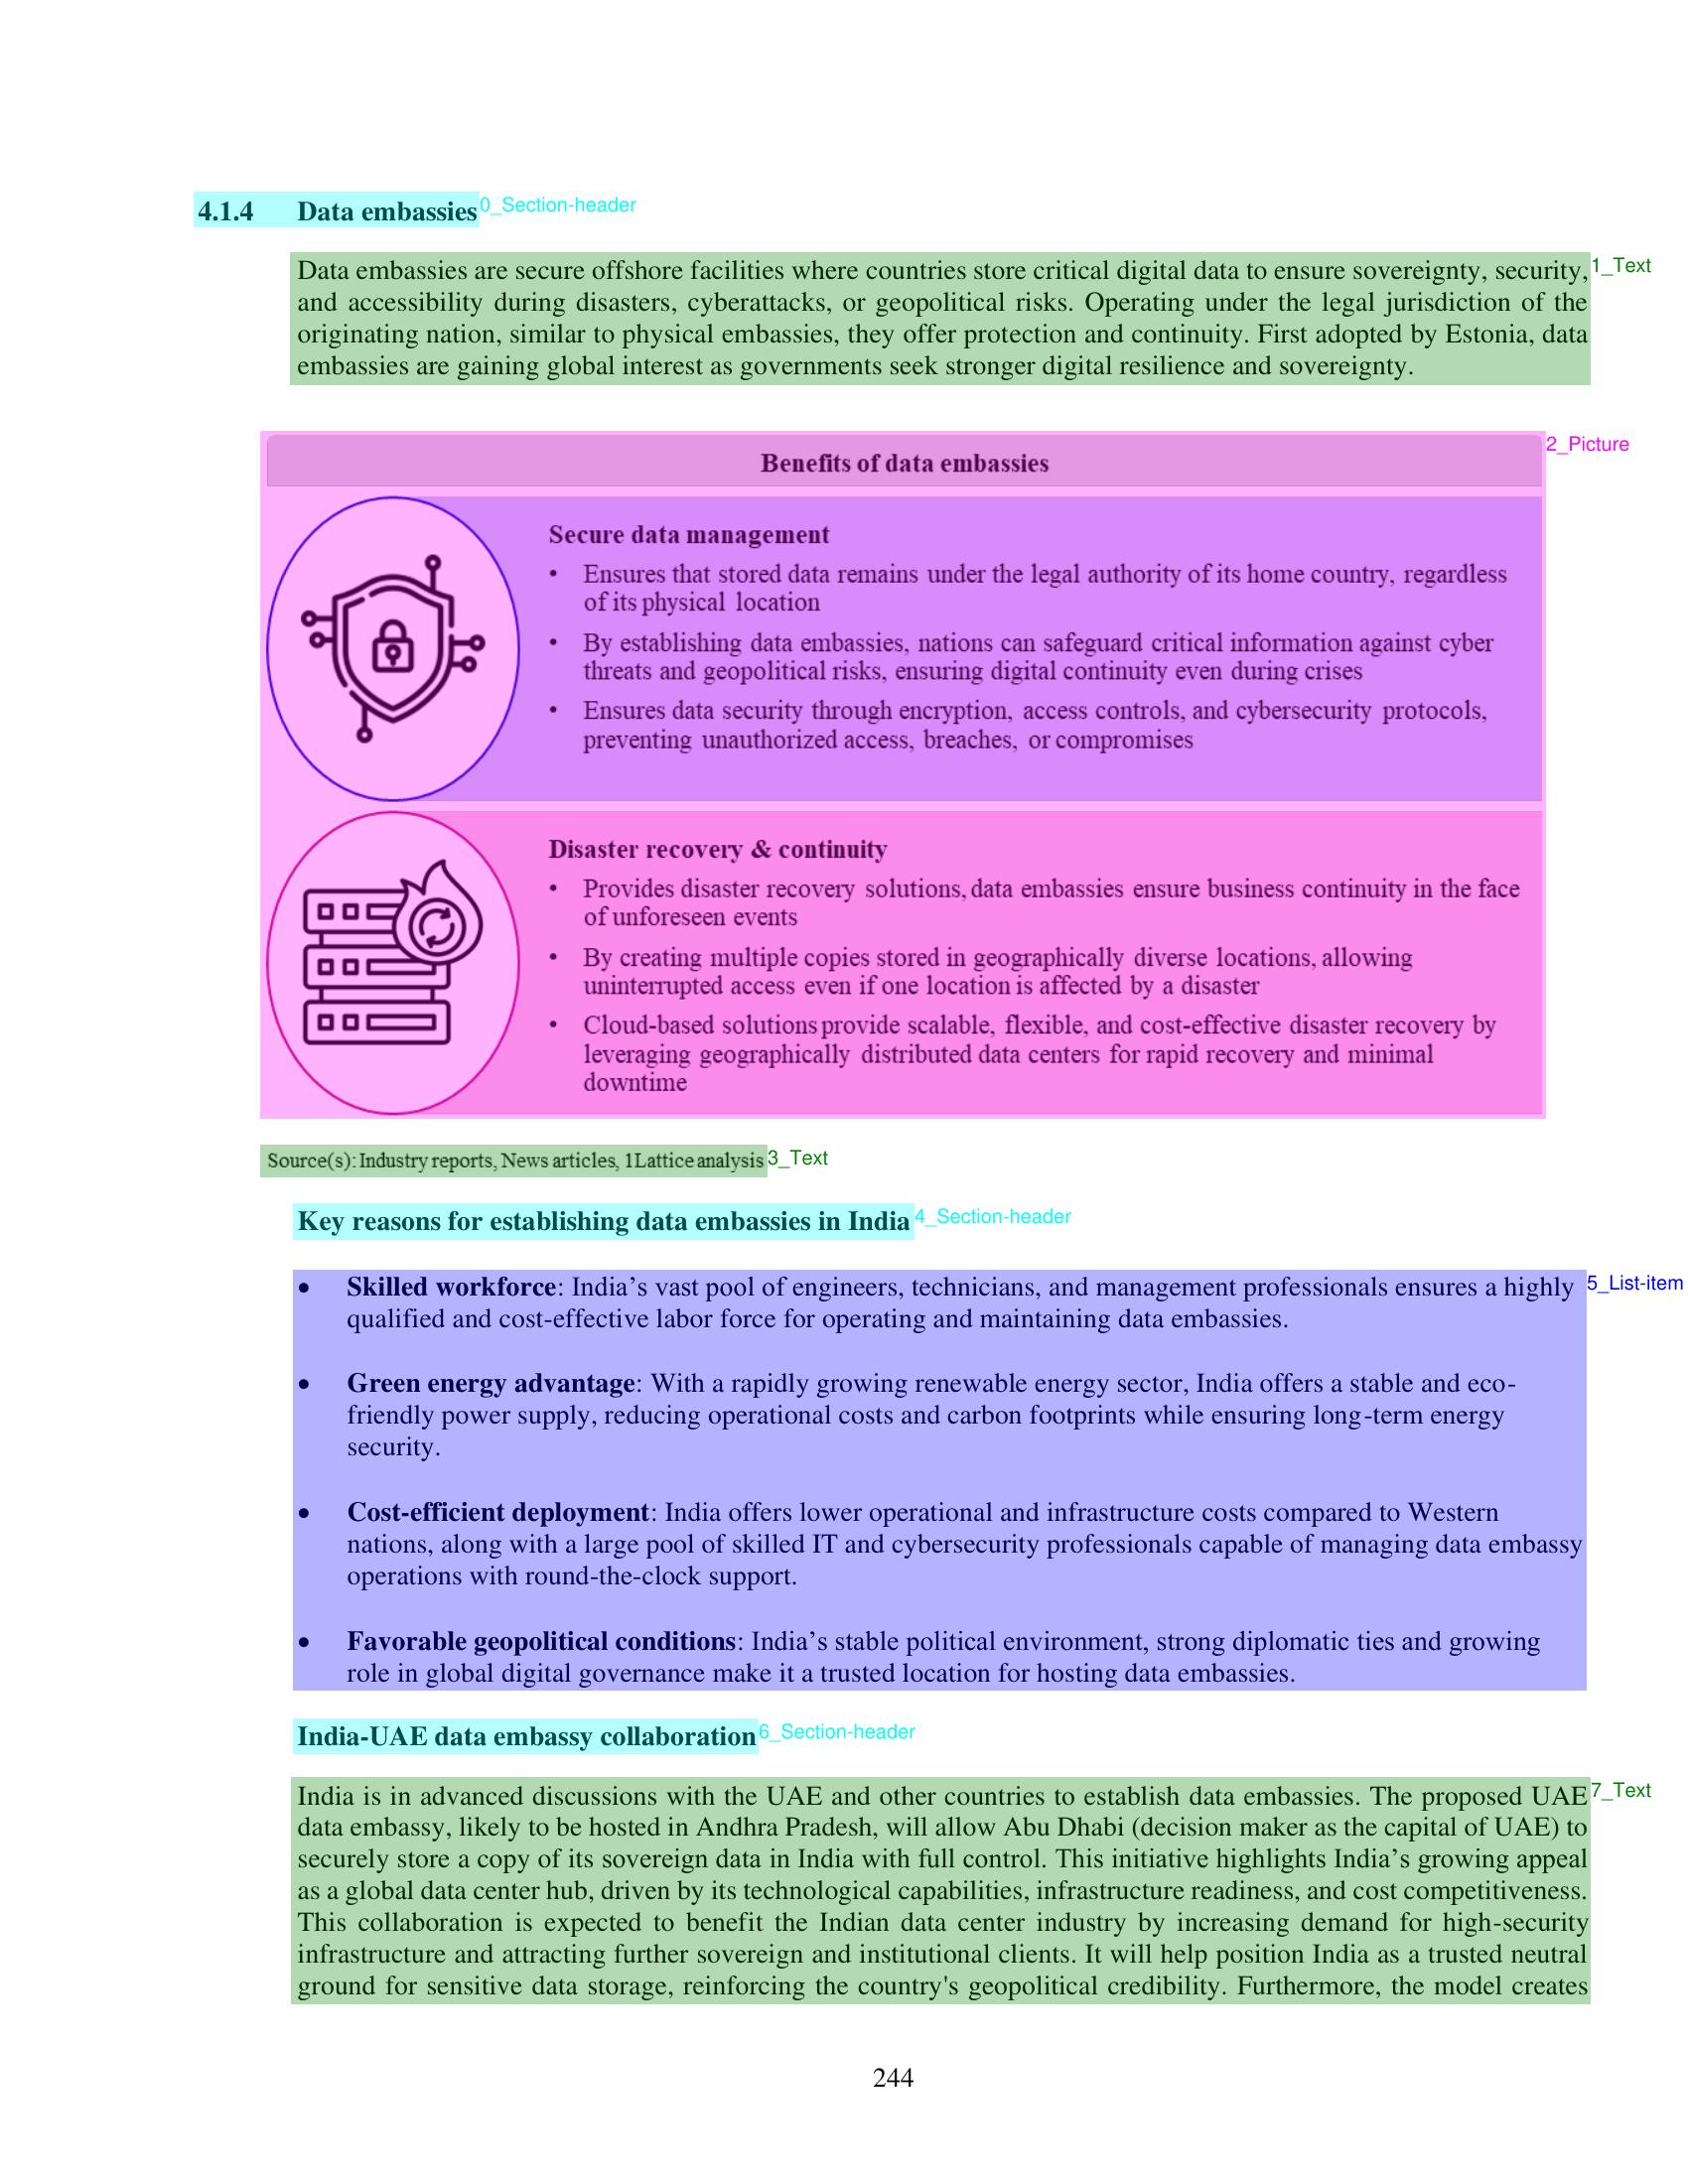 4.1.4 Data embassies
0_Section-header
Data embassies are secure offshore facilities where countries store critical digital data to ensure sovereignty, security,
1_Text
and accessibility during disasters, cyberattacks, or geopolitical risks. Operating under the legal jurisdiction of the
originating nation, similar to physical embassies, they offer protection and continuity. First adopted by Estonia, data
embassies are gaining global interest as governments seek stronger digital resilience and sovereignty.
2_Picture
Benefits of data embassies
Secure data management
• Ensures that stored data remains under the legal authority of its home country, regardless
of its physical location
• By establishing data embassies, nations can safeguard critical information against cyber
threats and geopolitical risks, ensuring digital continuity even during crises
• Ensures data security through encryption, access controls, and cybersecurity protocols,
preventing unauthorized access, breaches, or compromises
Disaster recovery & continuity
• Provides disaster recovery solutions, data embassies ensure business continuity in the face
of unforeseen events
• By creating multiple copies stored in geographically diverse locations, allowing
uninterrupted access even if one location is affected by a disaster
• Cloud-based solutions provide scalable, flexible, and cost-effective disaster recovery by
leveraging geographically distributed data centers for rapid recovery and minimal
downtime
Source(s): Industry reports, News articles, 1Lattice analysis
3_Text
Key reasons for establishing data embassies in India
4_Section-header
• Skilled workforce: India’s vast pool of engineers, technicians, and management professionals ensures a highly
5_List-item
qualified and cost-effective labor force for operating and maintaining data embassies.
• Green energy advantage: With a rapidly growing renewable energy sector, India offers a stable and eco-
friendly power supply, reducing operational costs and carbon footprints while ensuring long-term energy
security.
• Cost-efficient deployment: India offers lower operational and infrastructure costs compared to Western
nations, along with a large pool of skilled IT and cybersecurity professionals capable of managing data embassy
operations with round-the-clock support.
• Favorable geopolitical conditions: India’s stable political environment, strong diplomatic ties and growing
role in global digital governance make it a trusted location for hosting data embassies.
India-UAE data embassy collaboration
6_Section-header
India is in advanced discussions with the UAE and other countries to establish data embassies. The proposed UAE
7_Text
data embassy, likely to be hosted in Andhra Pradesh, will allow Abu Dhabi (decision maker as the capital of UAE) to
securely store a copy of its sovereign data in India with full control. This initiative highlights India’s growing appeal
as a global data center hub, driven by its technological capabilities, infrastructure readiness, and cost competitiveness.
This collaboration is expected to benefit the Indian data center industry by increasing demand for high-security
infrastructure and attracting further sovereign and institutional clients. It will help position India as a trusted neutral
ground for sensitive data storage, reinforcing the country's geopolitical credibility. Furthermore, the model creates
244